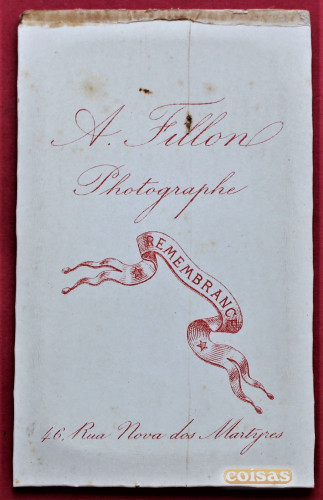 A. Fillon
Photographe
REMEMBRANCE
46, Rua Nova dos Martyres
coisas